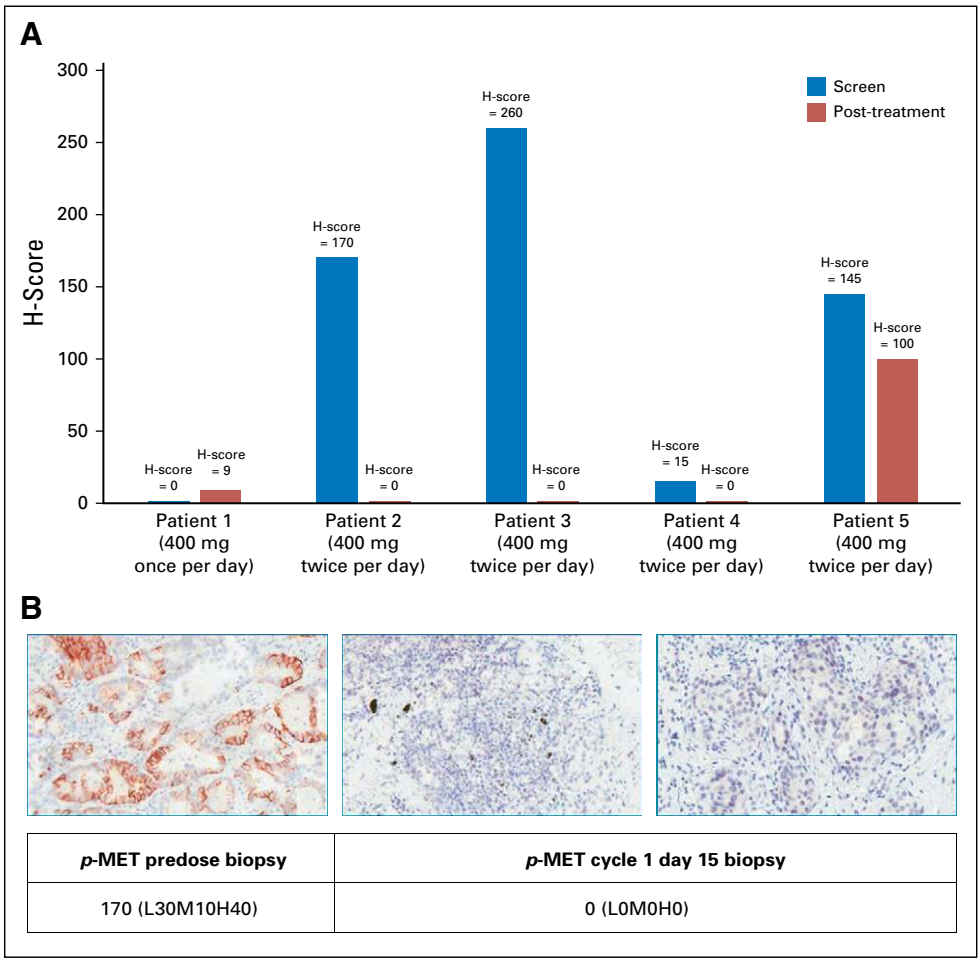 A
300
250
200
150
100
50
0
H-Score
Screen
Post-treatment
H-score
= 0
H-score
= 9
H-score
= 170
H-score
= 0
H-score
= 260
H-score
= 0
H-score
= 15
H-score
= 0
H-score
= 145
H-score
= 100
Patient 1
(400 mg
once per day)
Patient 2
(400 mg
twice per day)
Patient 3
(400 mg
twice per day)
Patient 4
(400 mg
twice per day)
Patient 5
(400 mg
twice per day)
B
p-MET predose biopsy
p-MET cycle 1 day 15 biopsy
170 (L30M10H40)
0 (L0M0H0)